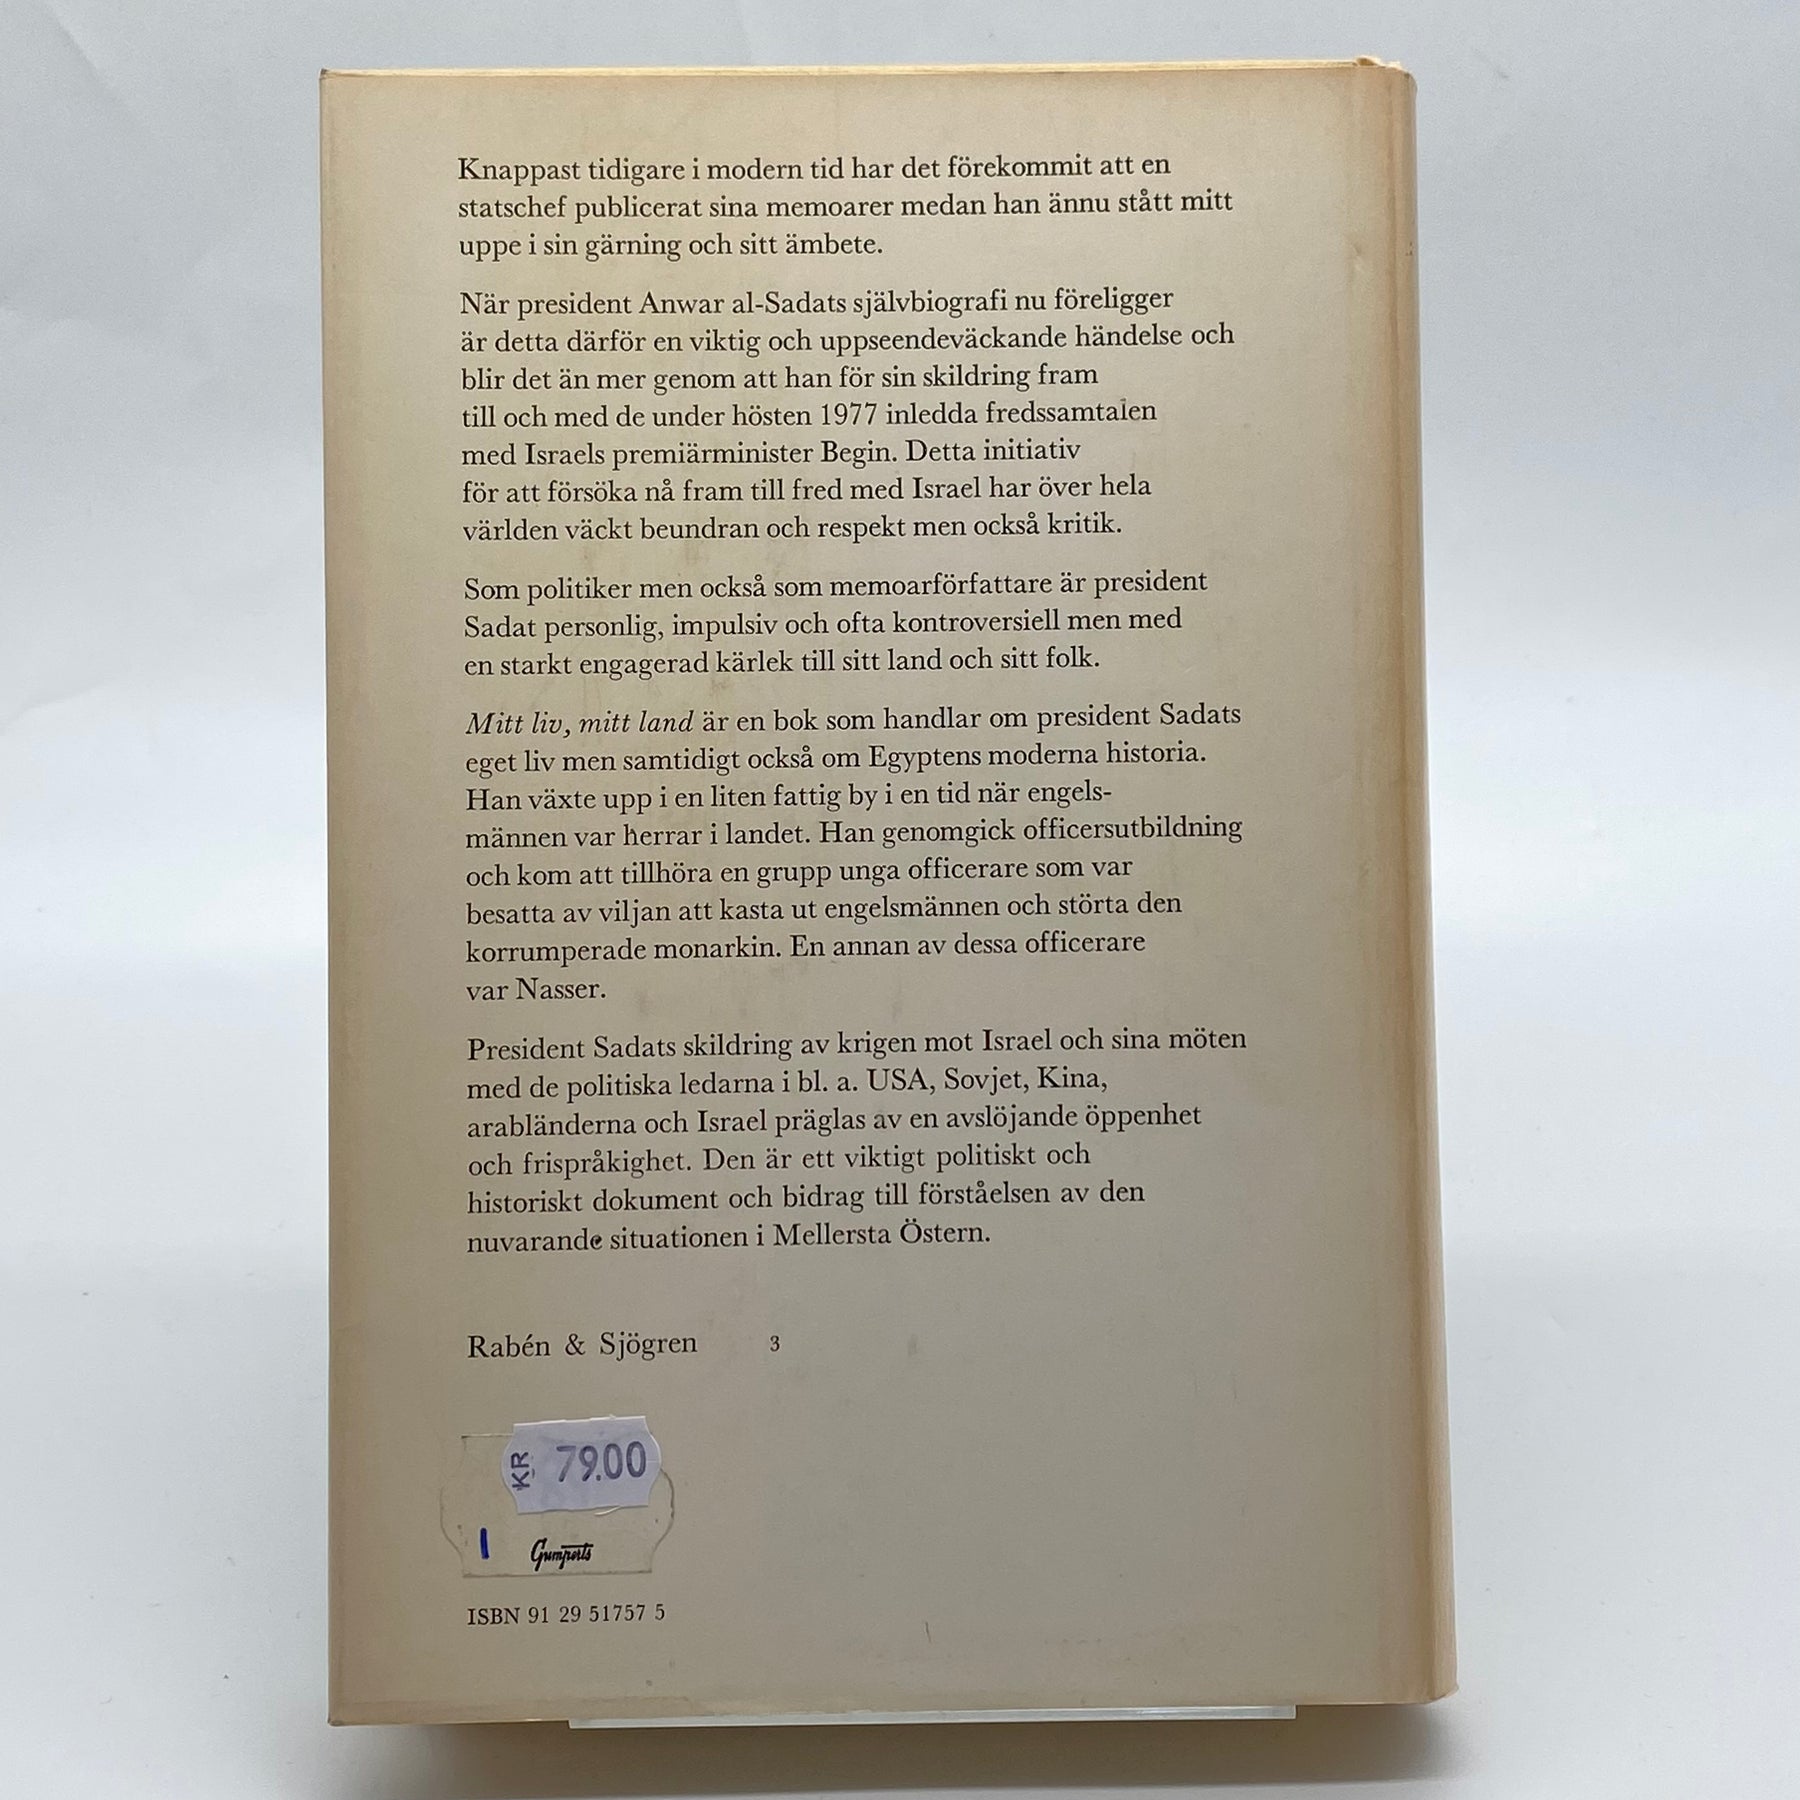 Knappast tidigare i modern tid har det förekommit att en
statschef publicerat sina memoarer medan han ännu stått mitt
uppe i sin gärning och sitt ämbete.
När president Anwar al-Sadats självbiografi nu föreligger
är detta därför en viktig och uppseendeväckande händelse och
blir det än mer genom att han för sin skildring fram
till och med de under hösten 1977 inledda fredssamtalen
med Israels premiärminister Begin. Detta initiativ
för att försöka nå fram till fred med Israel har över hela
världen väckt beundran och respekt men också kritik.
Som politiker men också som memoarförfattare är president
Sadat personlig, impulsiv och ofta kontroversiell men med
en starkt engagerad kärlek till sitt land och sitt folk.
Mitt liv, mitt land är en bok som handlar om president Sadats
eget liv men samtidigt också om Egyptens moderna historia.
Han växte upp i en liten fattig by i en tid när engels-
männen var herrar i landet. Han genomgick officersutbildning
och kom att tillhöra en grupp unga officerare som var
besatta av viljan att kasta ut engelsmännen och störta den
korrumperade monarkin. En annan av dessa officerare
var Nasser.
President Sadats skildring av krigen mot Israel och sina möten
med de politiska ledarna i bl. a. USA, Sovjet, Kina,
arabländerna och Israel präglas av en avslöjande öppenhet
och frispråkighet. Den är ett viktigt politiskt och
historiskt dokument och bidrag till förståelsen av den
nuvarande situationen i Mellersta Östern.
Rabén & Sjögren 3
KR 79.00
1 Gumperts
ISBN 91 29 51757 5